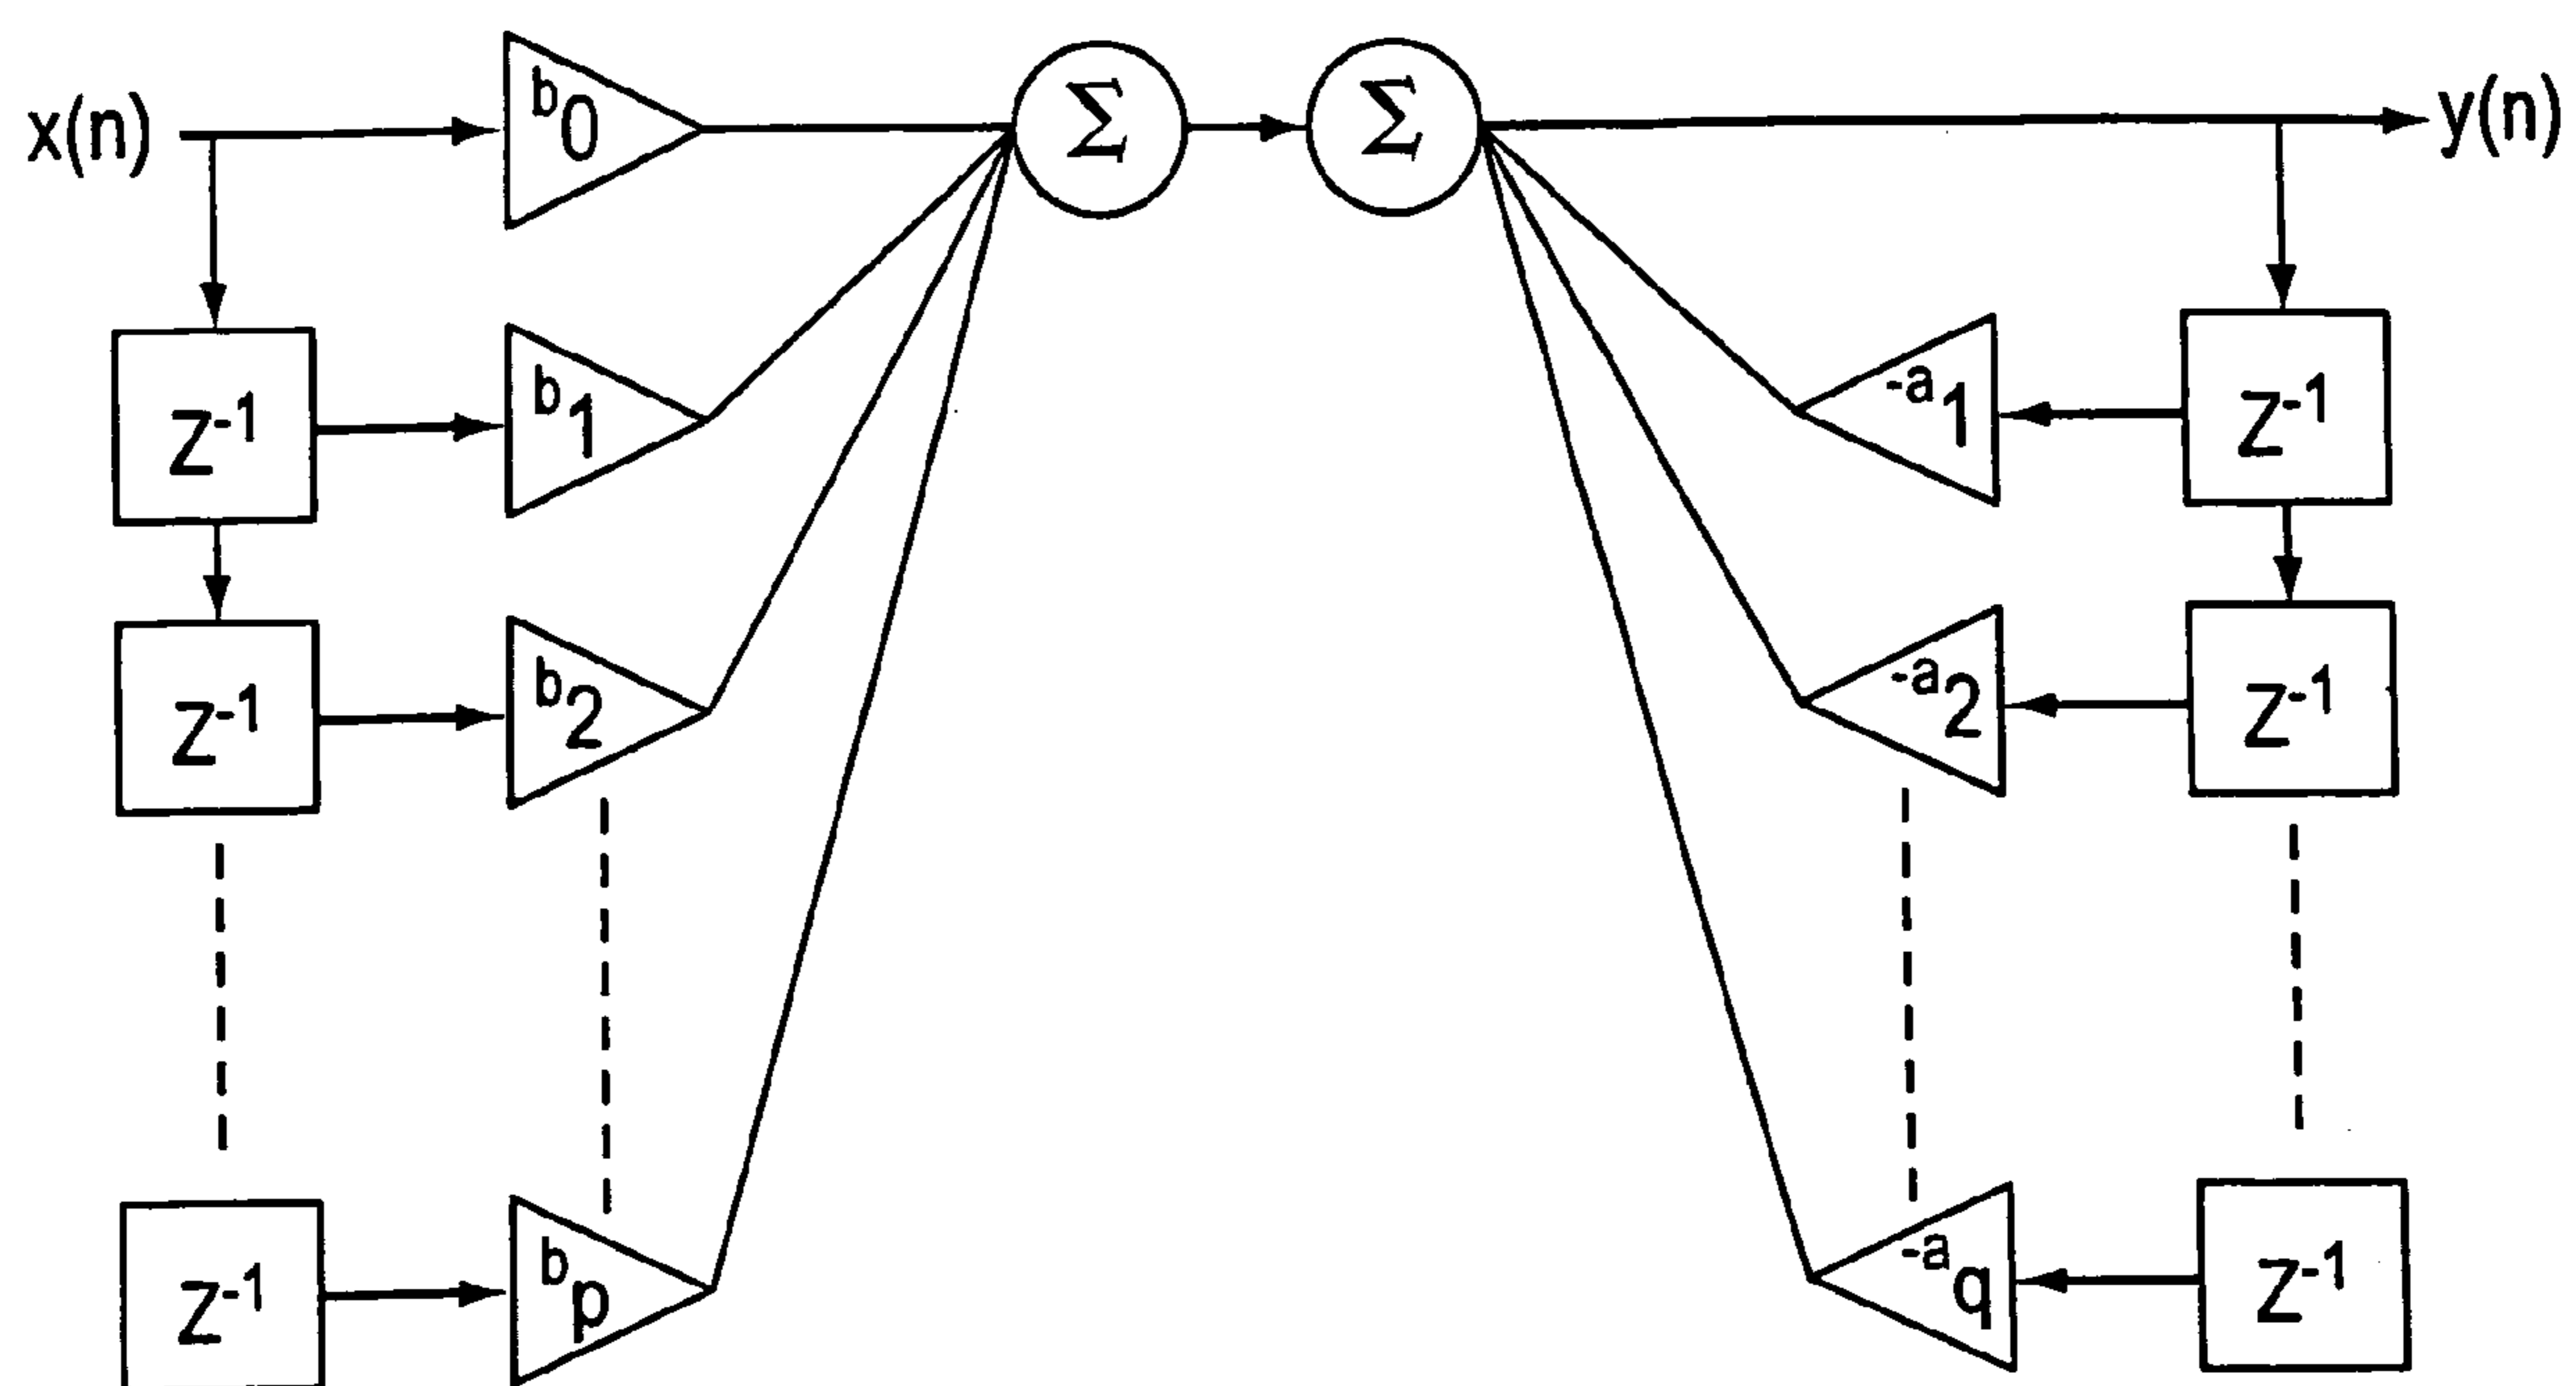 x(n) b0 Σ Σ y(n)
Z-1 b1 -a1 Z-1
Z-1 b2 -a2 Z-1
Z-1 bp -aq Z-1